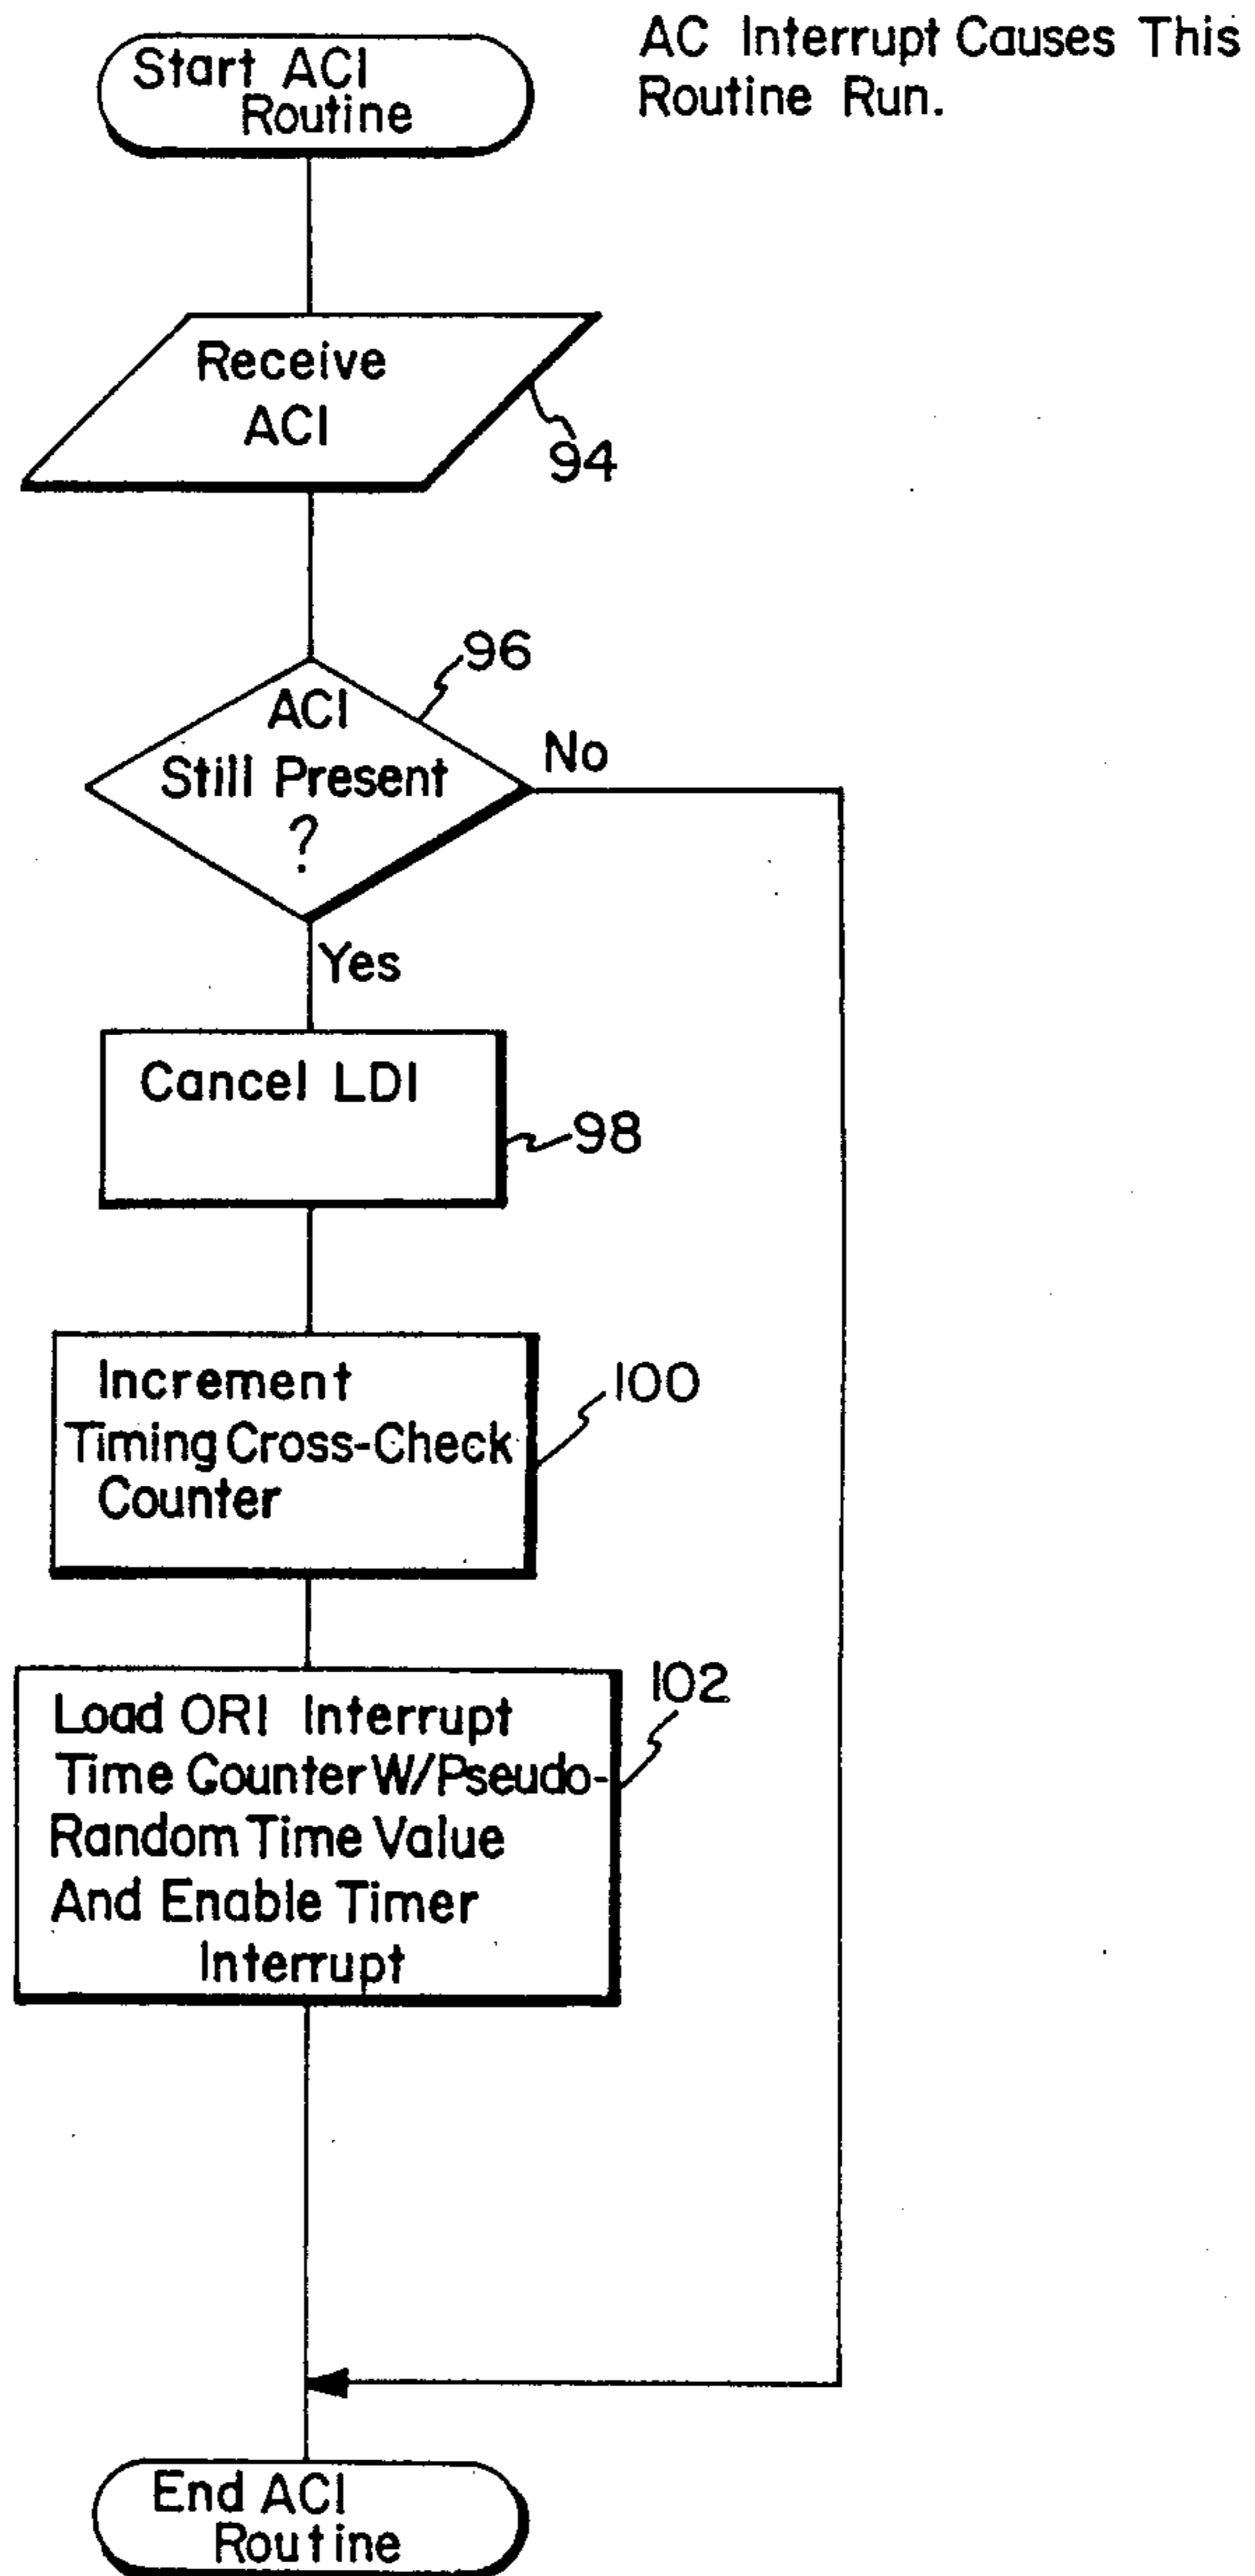 Start ACI
Routine
AC Interrupt Causes This
Routine Run.
Receive
ACI
94
96
ACI
Still Present
?
No
Yes
Cancel LDI
98
Increment
Timing Cross-Check
Counter
100
Load ORI Interrupt
Time Counter W/Pseudo-
Random Time Value
And Enable Timer
Interrupt
102
End ACI
Routine